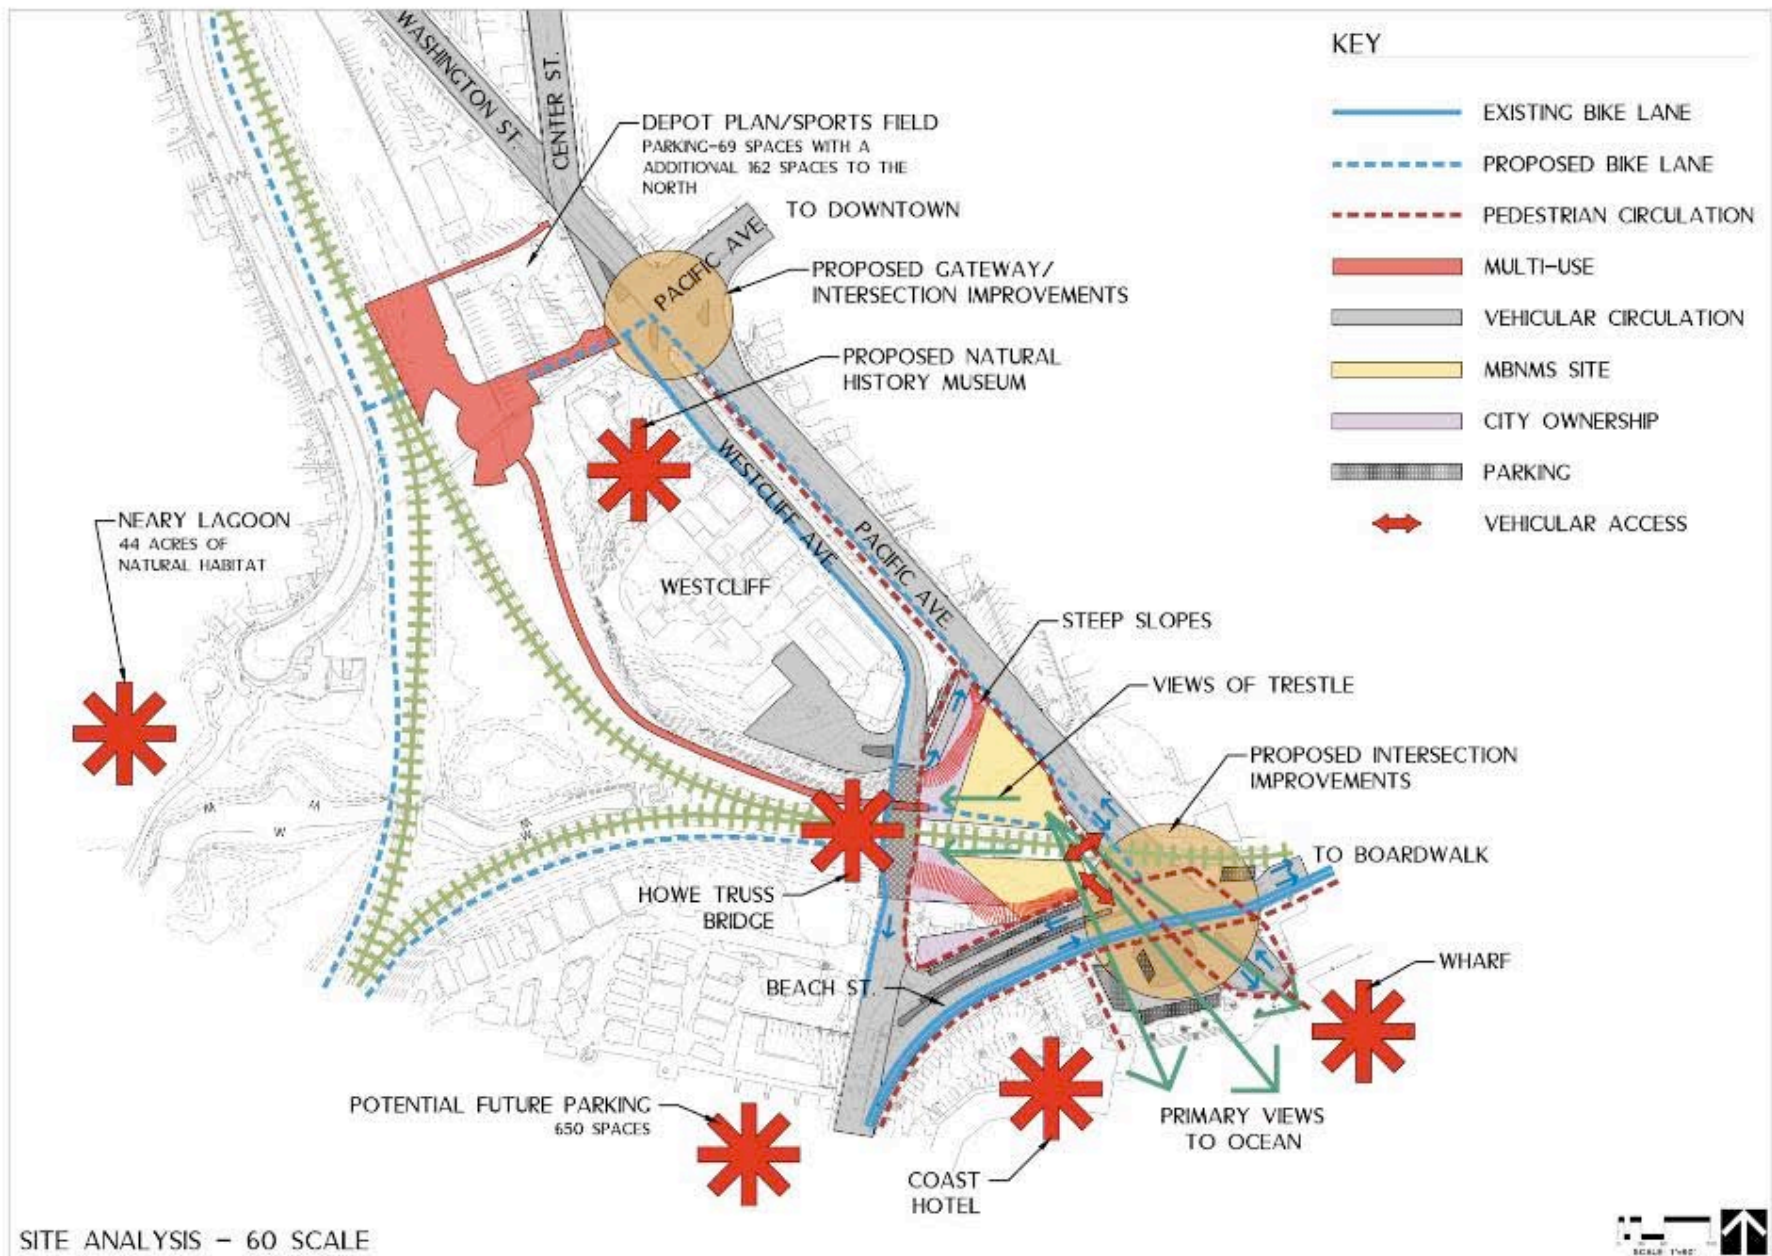 WASHINGTON ST.
CENTER ST.
DEPOT PLAN/SPORTS FIELD
PARKING-69 SPACES WITH A
ADDITIONAL 162 SPACES TO THE
NORTH
TO DOWNTOWN
PACIFIC AVE.
PROPOSED GATEWAY/
INTERSECTION IMPROVEMENTS
PROPOSED NATURAL
HISTORY MUSEUM
WESTCLIFF AVE.
PACIFIC AVE.
NEARY LAGOON
44 ACRES OF
NATURAL HABITAT
WESTCLIFF
STEEP SLOPES
VIEWS OF TRESTLE
PROPOSED INTERSECTION
IMPROVEMENTS
M
M
W
M
W
TO BOARDWALK
HOWE TRUSS
BRIDGE
BEACH ST.
WHARF
POTENTIAL FUTURE PARKING
650 SPACES
PRIMARY VIEWS
TO OCEAN
COAST
HOTEL
KEY
EXISTING BIKE LANE
PROPOSED BIKE LANE
PEDESTRIAN CIRCULATION
MULTI-USE
VEHICULAR CIRCULATION
MBNMS SITE
CITY OWNERSHIP
PARKING
VEHICULAR ACCESS
SITE ANALYSIS - 60 SCALE
SCALE: 1"=60'